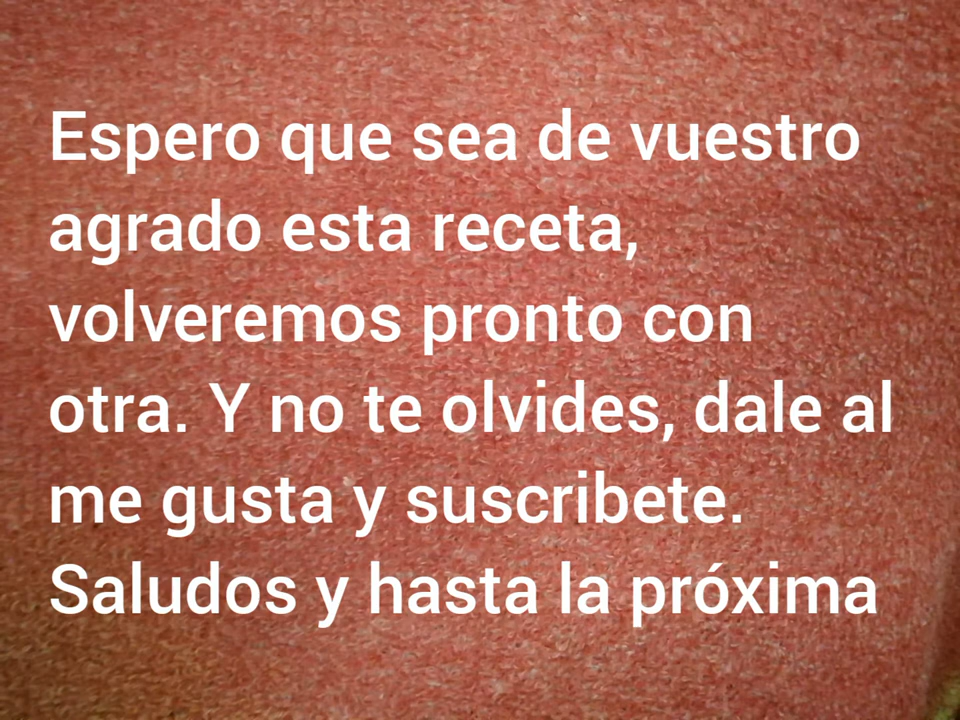 Espero que sea de vuestro
agrado esta receta,
volveremos pronto con
otra. Y no te olvides, dale al
me gusta y suscribete.
Saludos y hasta la próxima